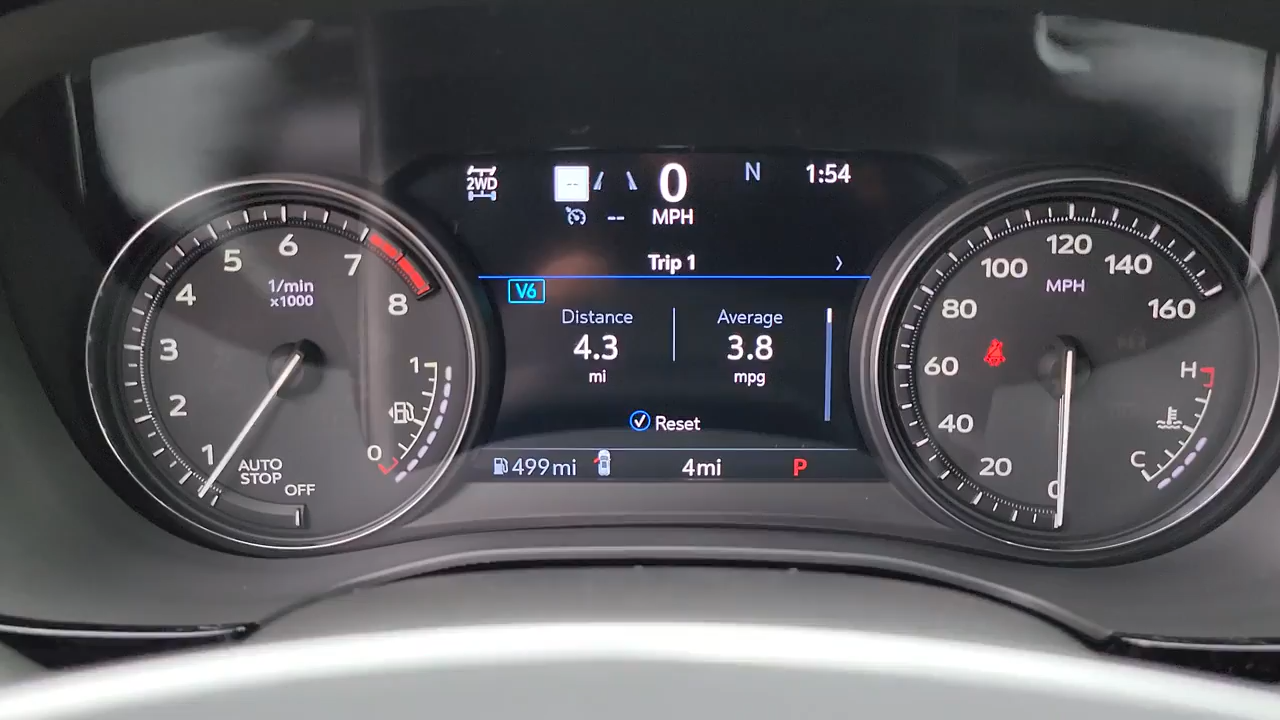 2WD
--
--
0
MPH
N
1:54
Trip 1
V6
Distance
4.3
mi
Average
3.8
mpg
Reset
499 mi
4mi
P
1/min
x1000
1
2
3
4
5
6
7
8
AUTO
STOP
OFF
1
0
MPH
0
20
40
60
80
100
120
140
160
H
C